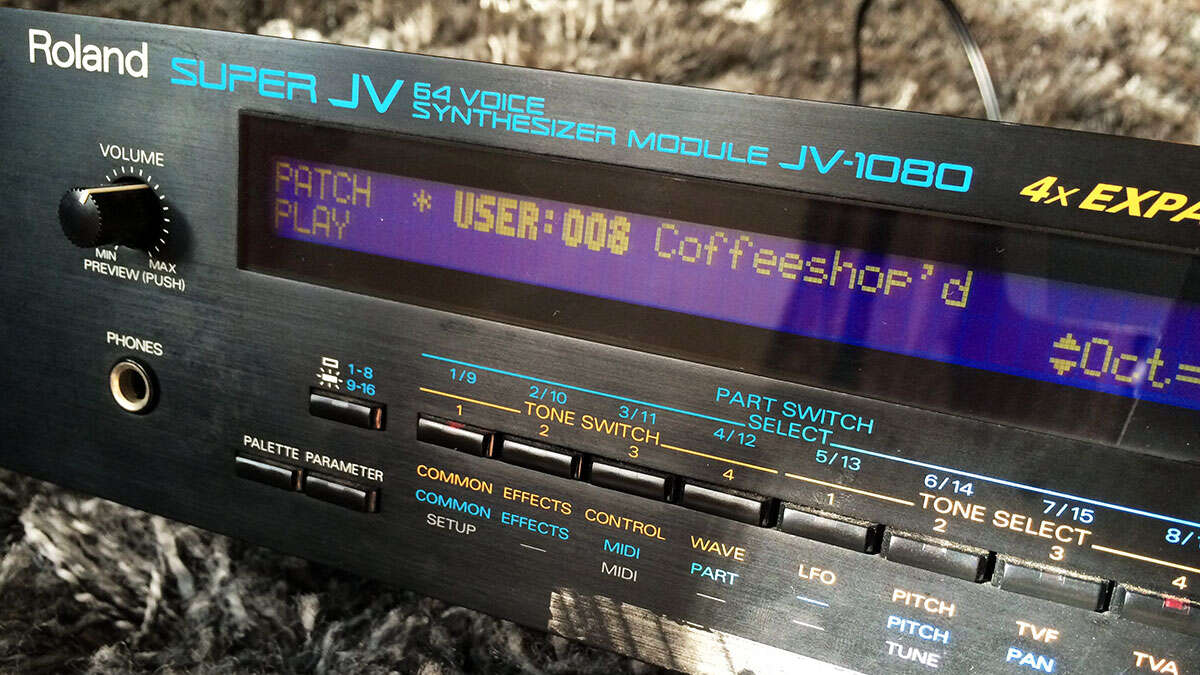 Roland
SUPER JV 64 VOICE
SYNTHESIZER MODULE JV-1080
4x EXPA
VOLUME
MIN MAX
PREVIEW (PUSH)
PATCH
PLAY
* USER:008 Coffeeshop'd
Oct=
PHONES
1-8
9-16
PALETTE PARAMETER
PART SWITCH
SELECT
1/9 2/10 3/11 4/12 5/13 6/14 7/15 8/
TONE SWITCH
1 2 3 4
TONE SELECT
1 2 3 4
COMMON EFFECTS CONTROL WAVE LFO PITCH TVF TVA
COMMON EFFECTS MIDI PART — PITCH PAN
SETUP — MIDI — — TUNE